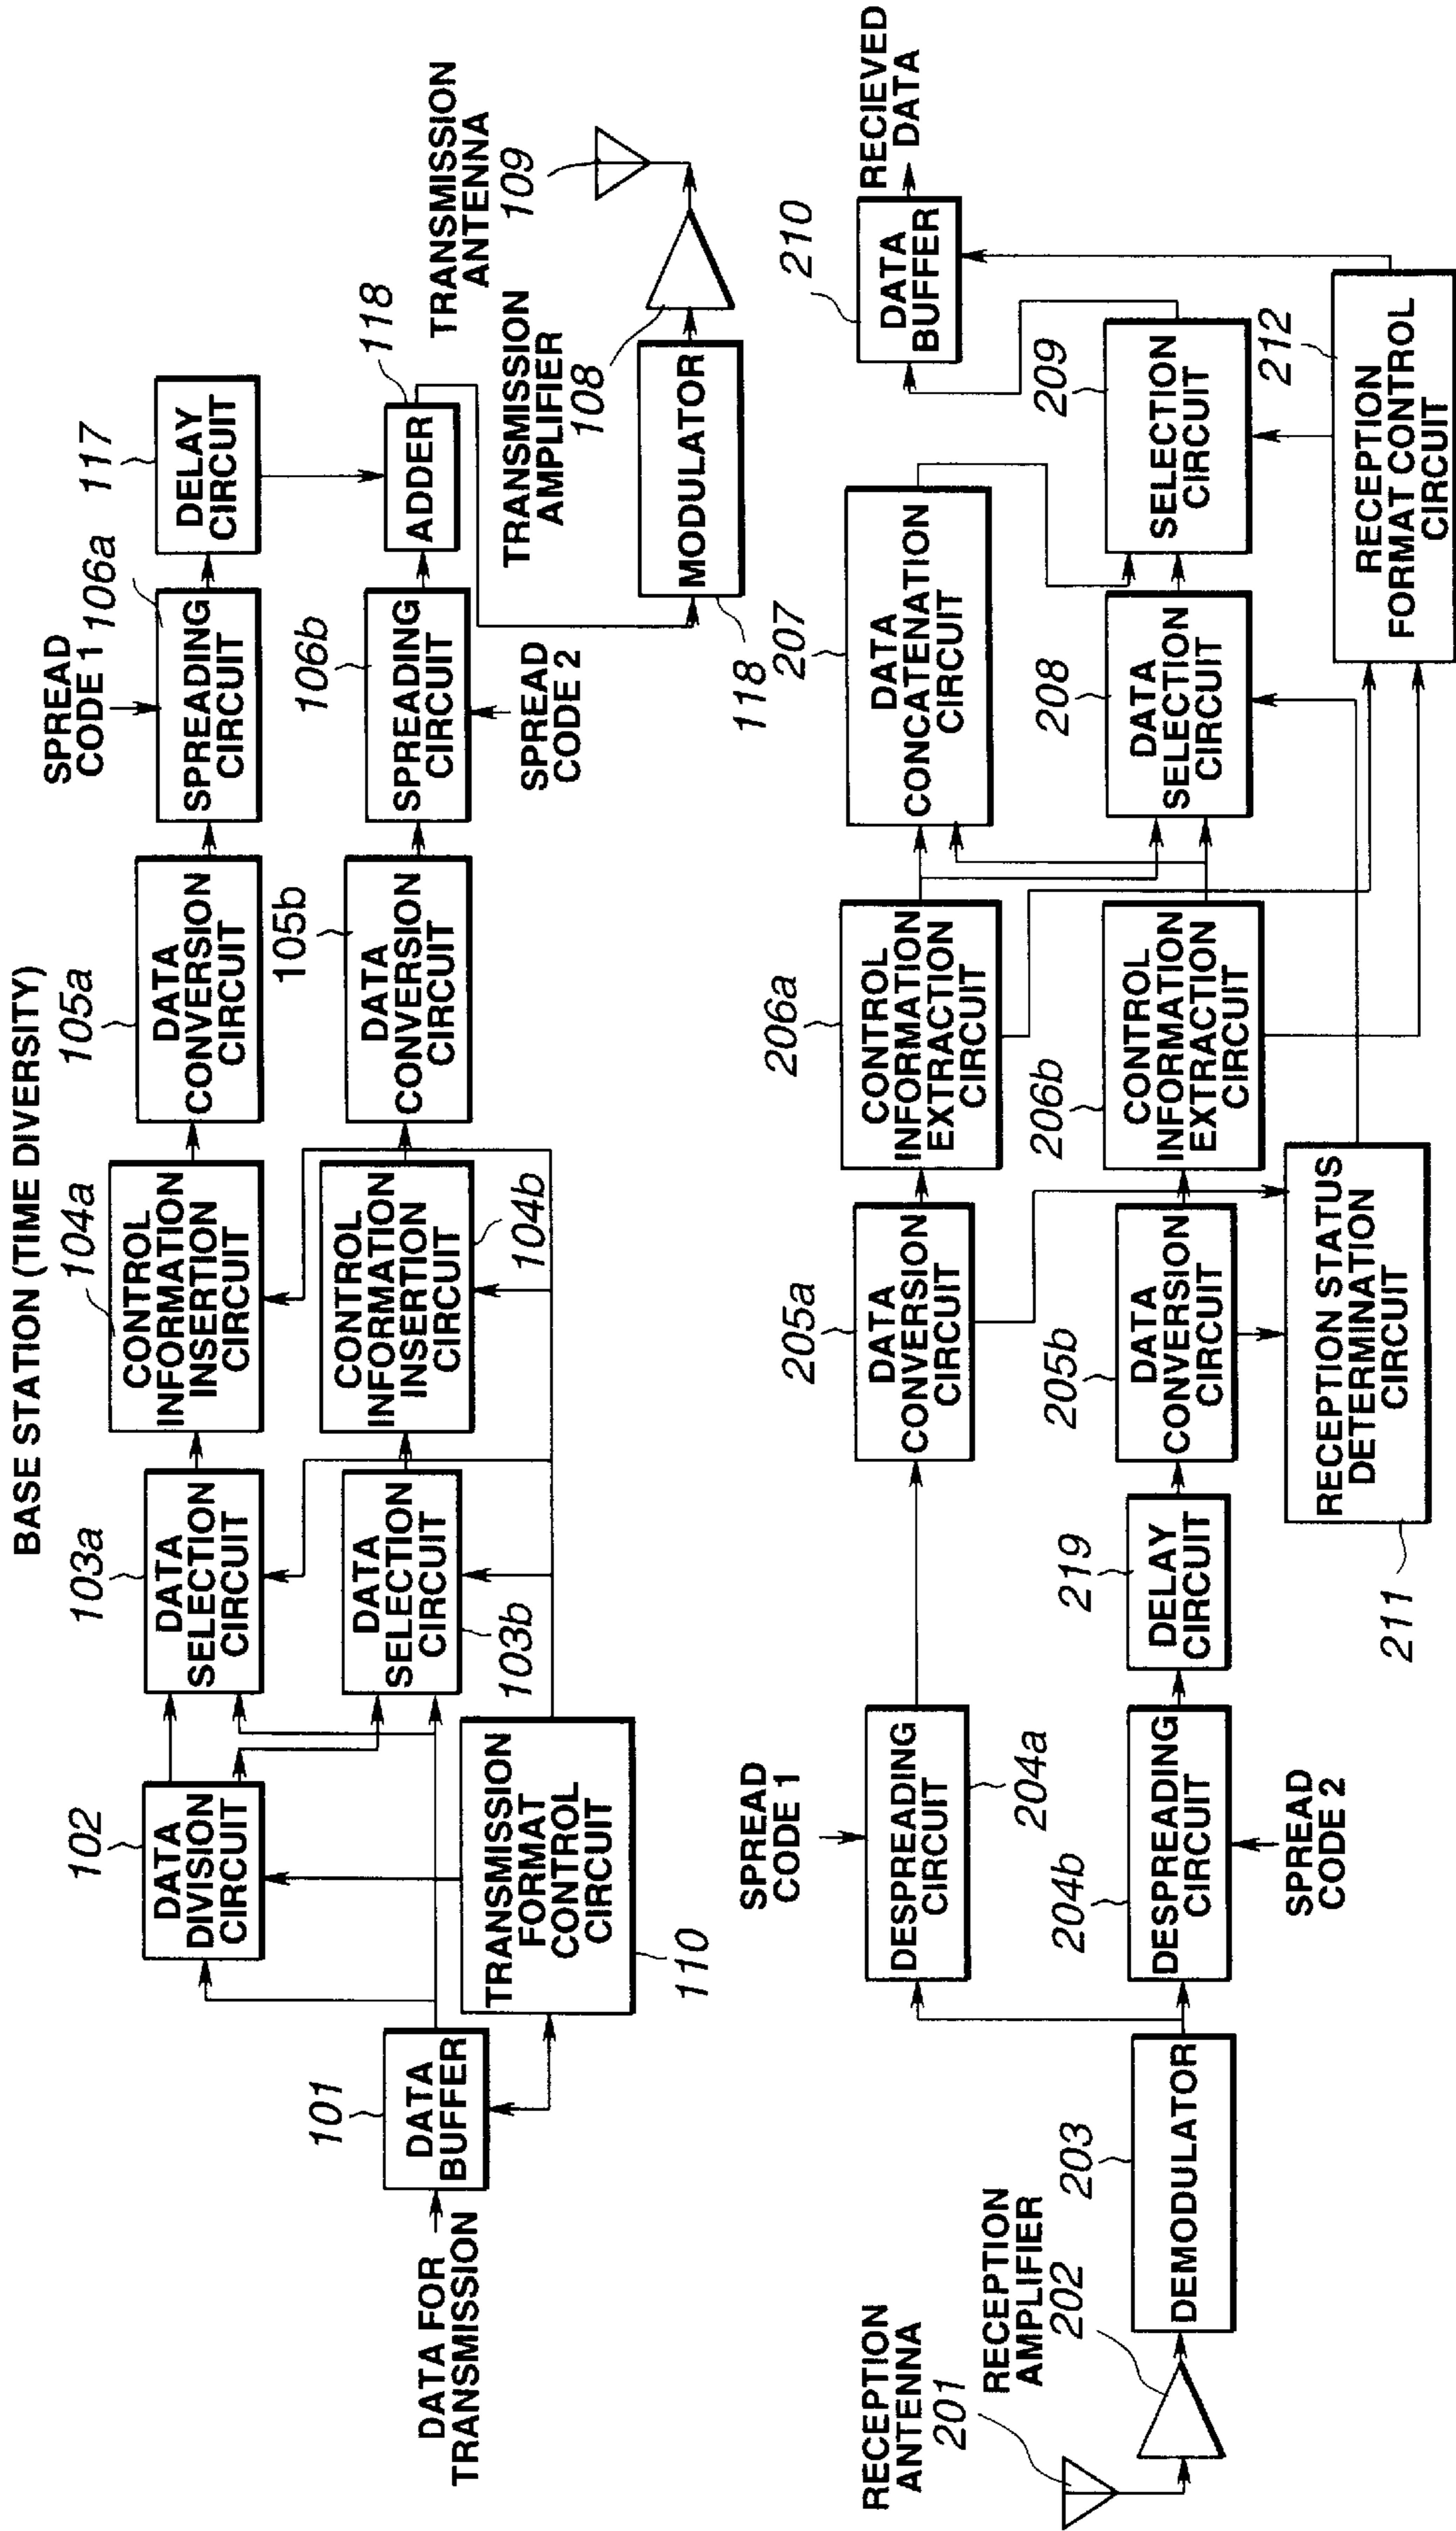 BASE STATION (TIME DIVERSITY)
DATA FOR
TRANSMISSION
101
DATA
BUFFER
102
DATA
DIVISION
CIRCUIT
TRANSMISSION
FORMAT
CONTROL
CIRCUIT
110
103a
DATA
SELECTION
CIRCUIT
DATA
SELECTION
CIRCUIT
103b
104a
CONTROL
INFORMATION
INSERTION
CIRCUIT
CONTROL
INFORMATION
INSERTION
CIRCUIT
104b
105a
DATA
CONVERSION
CIRCUIT
105b
DATA
CONVERSION
CIRCUIT
SPREAD
CODE 1
106a
SPREADING
CIRCUIT
106b
SPREADING
CIRCUIT
SPREAD
CODE 2
117
DELAY
CIRCUIT
118
ADDER
MODULATOR
118
TRANSMISSION
AMPLIFIER
108
TRANSMISSION
ANTENNA
109
RECEPTION
ANTENNA
201
RECEPTION
AMPLIFIER
202
203
DEMODULATOR
SPREAD
CODE 1
DESPREADING
CIRCUIT
204a
204b
DESPREADING
CIRCUIT
SPREAD
CODE 2
219
DELAY
CIRCUIT
205a
DATA
CONVERSION
CIRCUIT
205b
DATA
CONVERSION
CIRCUIT
RECEPTION STATUS
DETERMINATION
CIRCUIT
211
206a
CONTROL
INFORMATION
EXTRACTION
CIRCUIT
206b
CONTROL
INFORMATION
EXTRACTION
CIRCUIT
207
DATA
CONCATENATION
CIRCUIT
208
DATA
SELECTION
CIRCUIT
209
SELECTION
CIRCUIT
212
RECEPTION
FORMAT CONTROL
CIRCUIT
210
DATA
BUFFER
RECIEVED
DATA